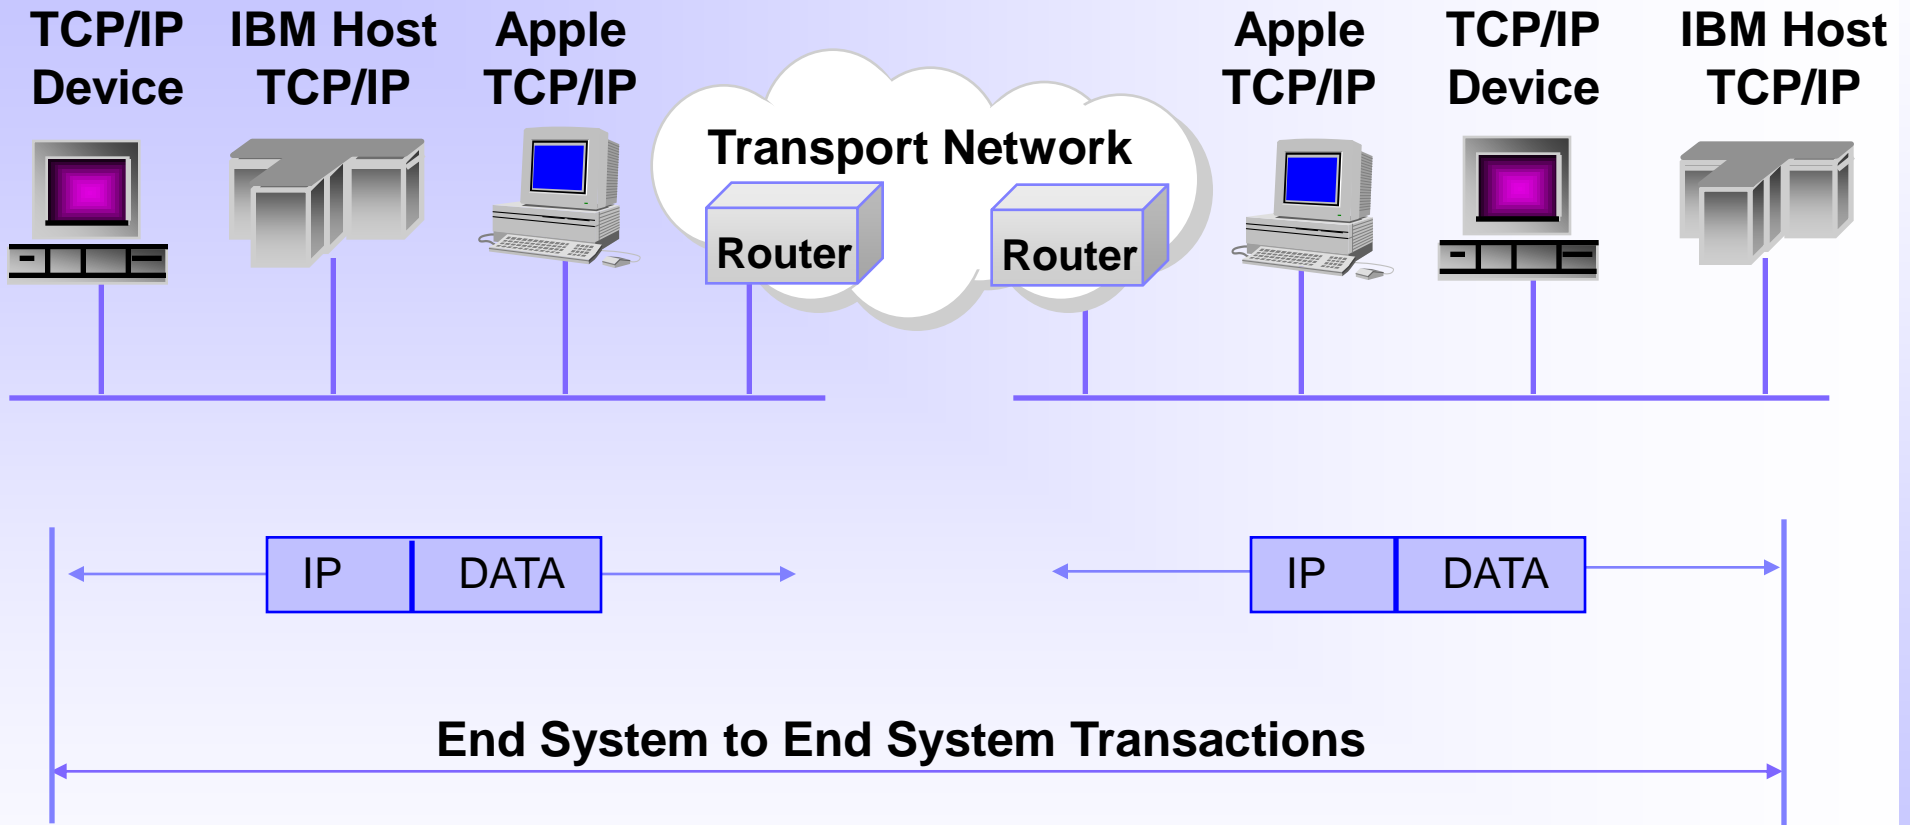 TCP/IP
Device
IBM Host
TCP/IP
Apple
TCP/IP
Transport Network
Router
Router
Apple
TCP/IP
TCP/IP
Device
IBM Host
TCP/IP
IP
DATA
IP
DATA
End System to End System Transactions